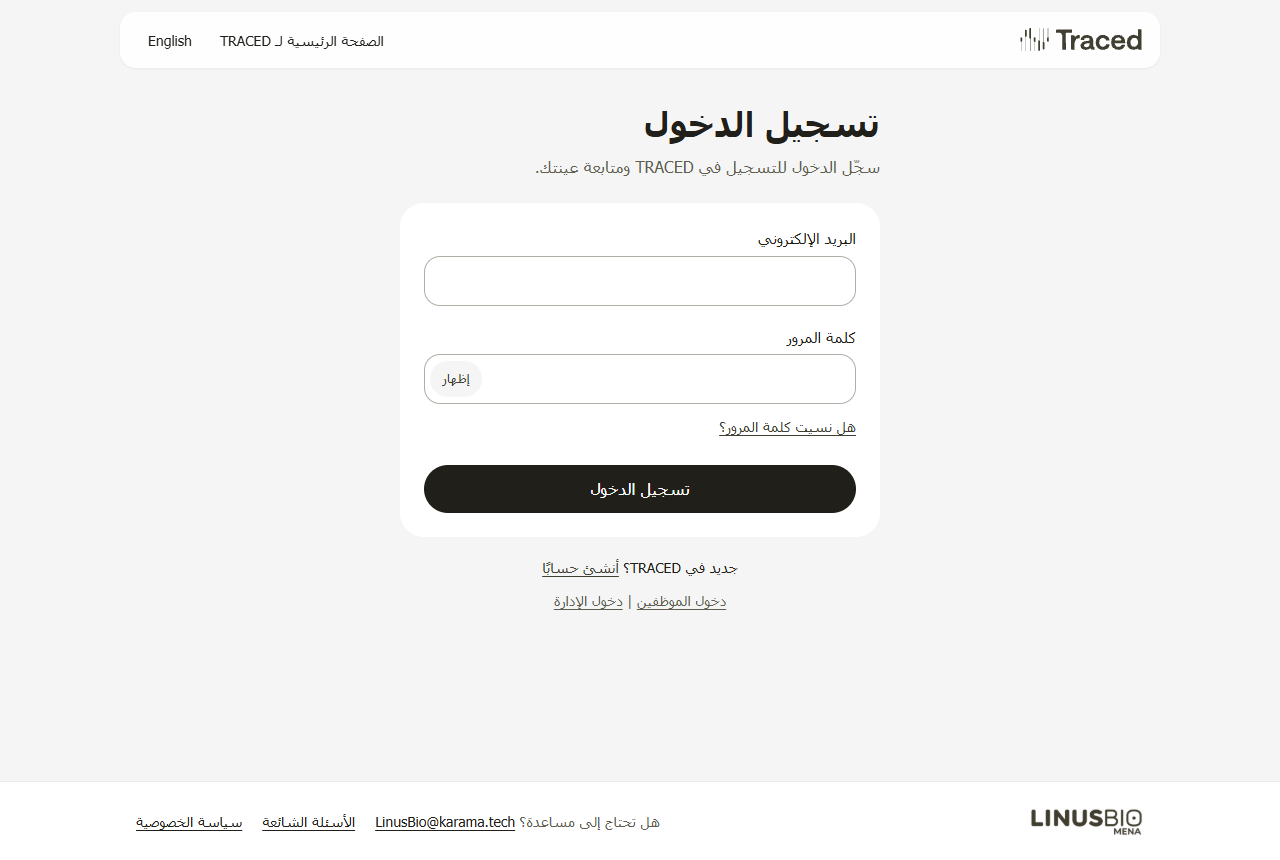 Traced
الصفحة الرئيسية لـ TRACED
English
تسجيل الدخول
سجّل الدخول للتسجيل في TRACED ومتابعة عينتك.
البريد الإلكتروني
كلمة المرور
إظهار
هل نسيت كلمة المرور؟
تسجيل الدخول
جديد في TRACED؟ أنشئ حسابًا
دخول الموظفين | دخول الإدارة
LINUSBIO
MENA
هل تحتاج إلى مساعدة؟ LinusBio@karama.tech
الأسئلة الشائعة
سياسة الخصوصية